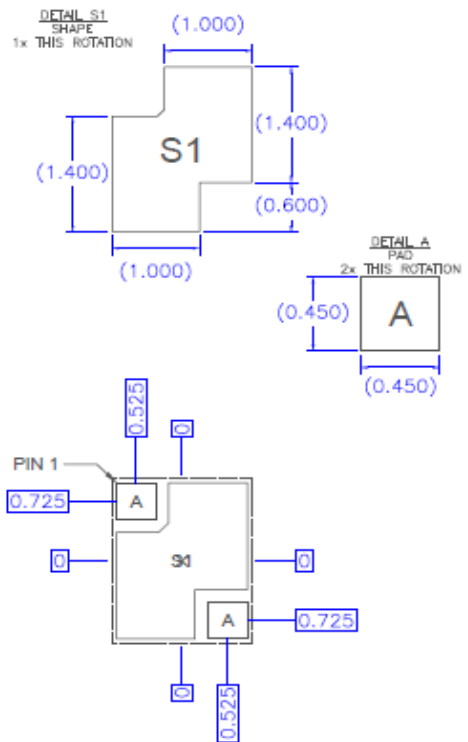 DETAIL S1
SHAPE
1x THIS ROTATION
(1.000)
(1.400)
S1
(1.400)
(0.600)
(1.000)
DETAIL A
PAD
2x THIS ROTATION
(0.450)
A
(0.450)
0.525
0
PIN 1
0.725
A
0
0
A
0.725
0
0.525